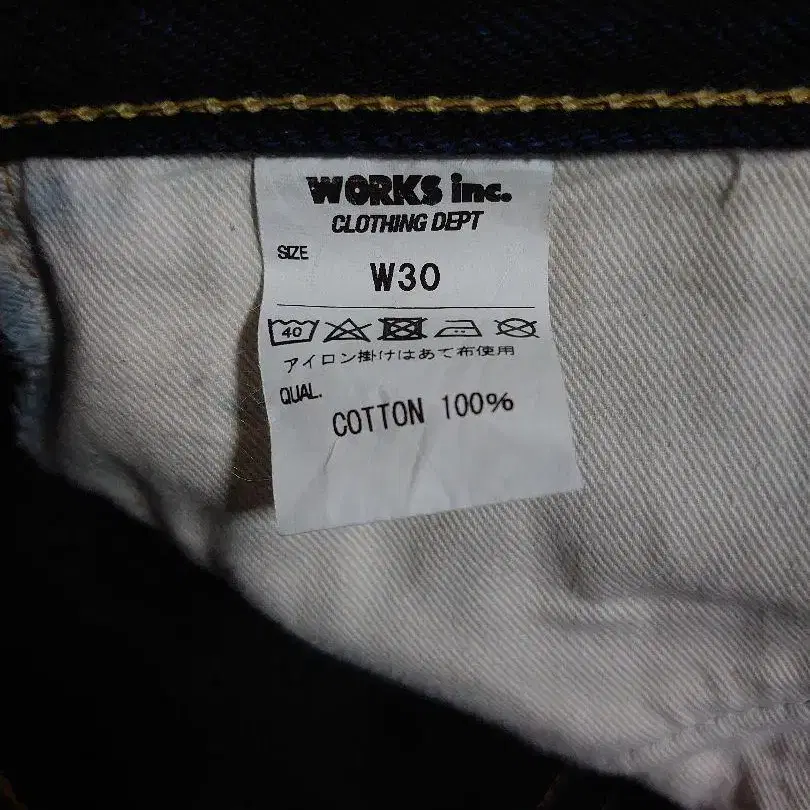 WORKS inc.
CLOTHING DEPT
SIZE
W30
40
アイロン掛けはあて布使用
QUAL.
COTTON 100%